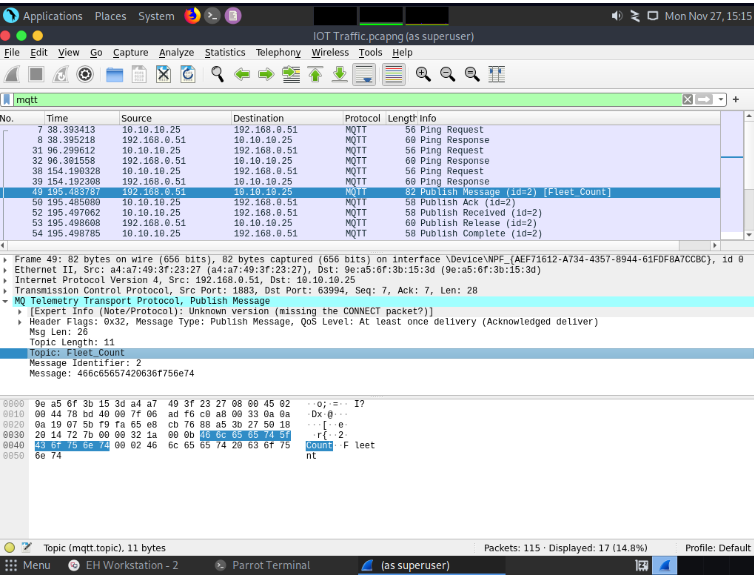 Applications Places System Mon Nov 27, 15:15
IOT Traffic.pcapng (as superuser)
File Edit View Go Capture Analyze Statistics Telephony Wireless Tools Help
mqtt
No. Time Source Destination Protocol Length Info
7 38.393413 10.10.10.25 192.168.0.51 MQTT 56 Ping Request
8 38.395218 192.168.0.51 10.10.10.25 MQTT 60 Ping Response
31 96.299612 10.10.10.25 192.168.0.51 MQTT 56 Ping Request
32 96.301558 192.168.0.51 10.10.10.25 MQTT 60 Ping Response
38 154.190328 10.10.10.25 192.168.0.51 MQTT 56 Ping Request
39 154.192308 192.168.0.51 10.10.10.25 MQTT 60 Ping Response
49 195.483787 192.168.0.51 10.10.10.25 MQTT 82 Publish Message (id=2) [Fleet_Count]
50 195.485080 10.10.10.25 192.168.0.51 MQTT 58 Publish Ack (id=2)
52 195.497062 10.10.10.25 192.168.0.51 MQTT 58 Publish Received (id=2)
53 195.498608 192.168.0.51 10.10.10.25 MQTT 60 Publish Release (id=2)
54 195.498785 10.10.10.25 192.168.0.51 MQTT 58 Publish Complete (id=2)
Frame 49: 82 bytes on wire (656 bits), 82 bytes captured (656 bits) on interface \Device\NPF_{AEF71612-A734-4357-8944-61FDF8A7CCBC}, id 0
Ethernet II, Src: a4:a7:49:3f:23:27 (a4:a7:49:3f:23:27), Dst: 9e:a5:6f:3b:15:3d (9e:a5:6f:3b:15:3d)
Internet Protocol Version 4, Src: 192.168.0.51, Dst: 10.10.10.25
Transmission Control Protocol, Src Port: 1883, Dst Port: 63994, Seq: 7, Ack: 7, Len: 28
MQ Telemetry Transport Protocol, Publish Message
[Expert Info (Note/Protocol): Unknown version (missing the CONNECT packet?)]
Header Flags: 0x32, Message Type: Publish Message, QoS Level: At least once delivery (Acknowledged deliver)
Msg Len: 26
Topic Length: 11
Topic: Fleet_Count
Message Identifier: 2
Message: 466c65657420636f756e74
0000 9e a5 6f 3b 15 3d a4 a7 49 3f 23 27 08 00 45 02 ··o;·=·· I?
0010 00 44 78 bd 40 00 7f 06 ad f6 c0 a8 00 33 0a 0a ·Dx·@···
0020 0a 19 07 5b f9 fa 65 e8 cb 76 88 a5 3b 27 50 18 ···[··e·
0030 20 14 72 7b 00 00 32 1a 00 0b 46 6c 65 65 74 5f ·r{··2·
0040 43 6f 75 6e 74 00 02 46 6c 65 65 74 20 63 6f 75 Count··F leet
0050 6e 74 nt
Topic (mqtt.topic), 11 bytes Packets: 115 · Displayed: 17 (14.8%) Profile: Default
Menu EH Workstation - 2 Parrot Terminal (as superuser)